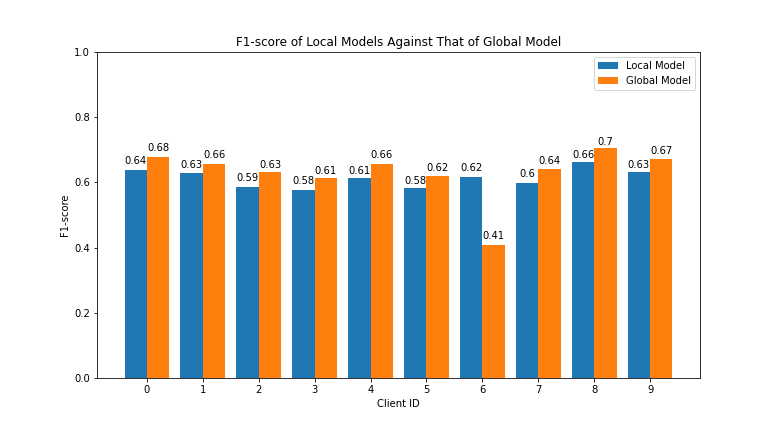 F1-score of Local Models Against That of Global Model
1.0
0.8
0.6
0.4
0.2
0.0
F1-score
Local Model
Global Model
0.64 0.68
0.63 0.66
0.59 0.63
0.58 0.61
0.61 0.66
0.58 0.62
0.62 0.41
0.6 0.64
0.66 0.7
0.63 0.67
0 1 2 3 4 5 6 7 8 9
Client ID